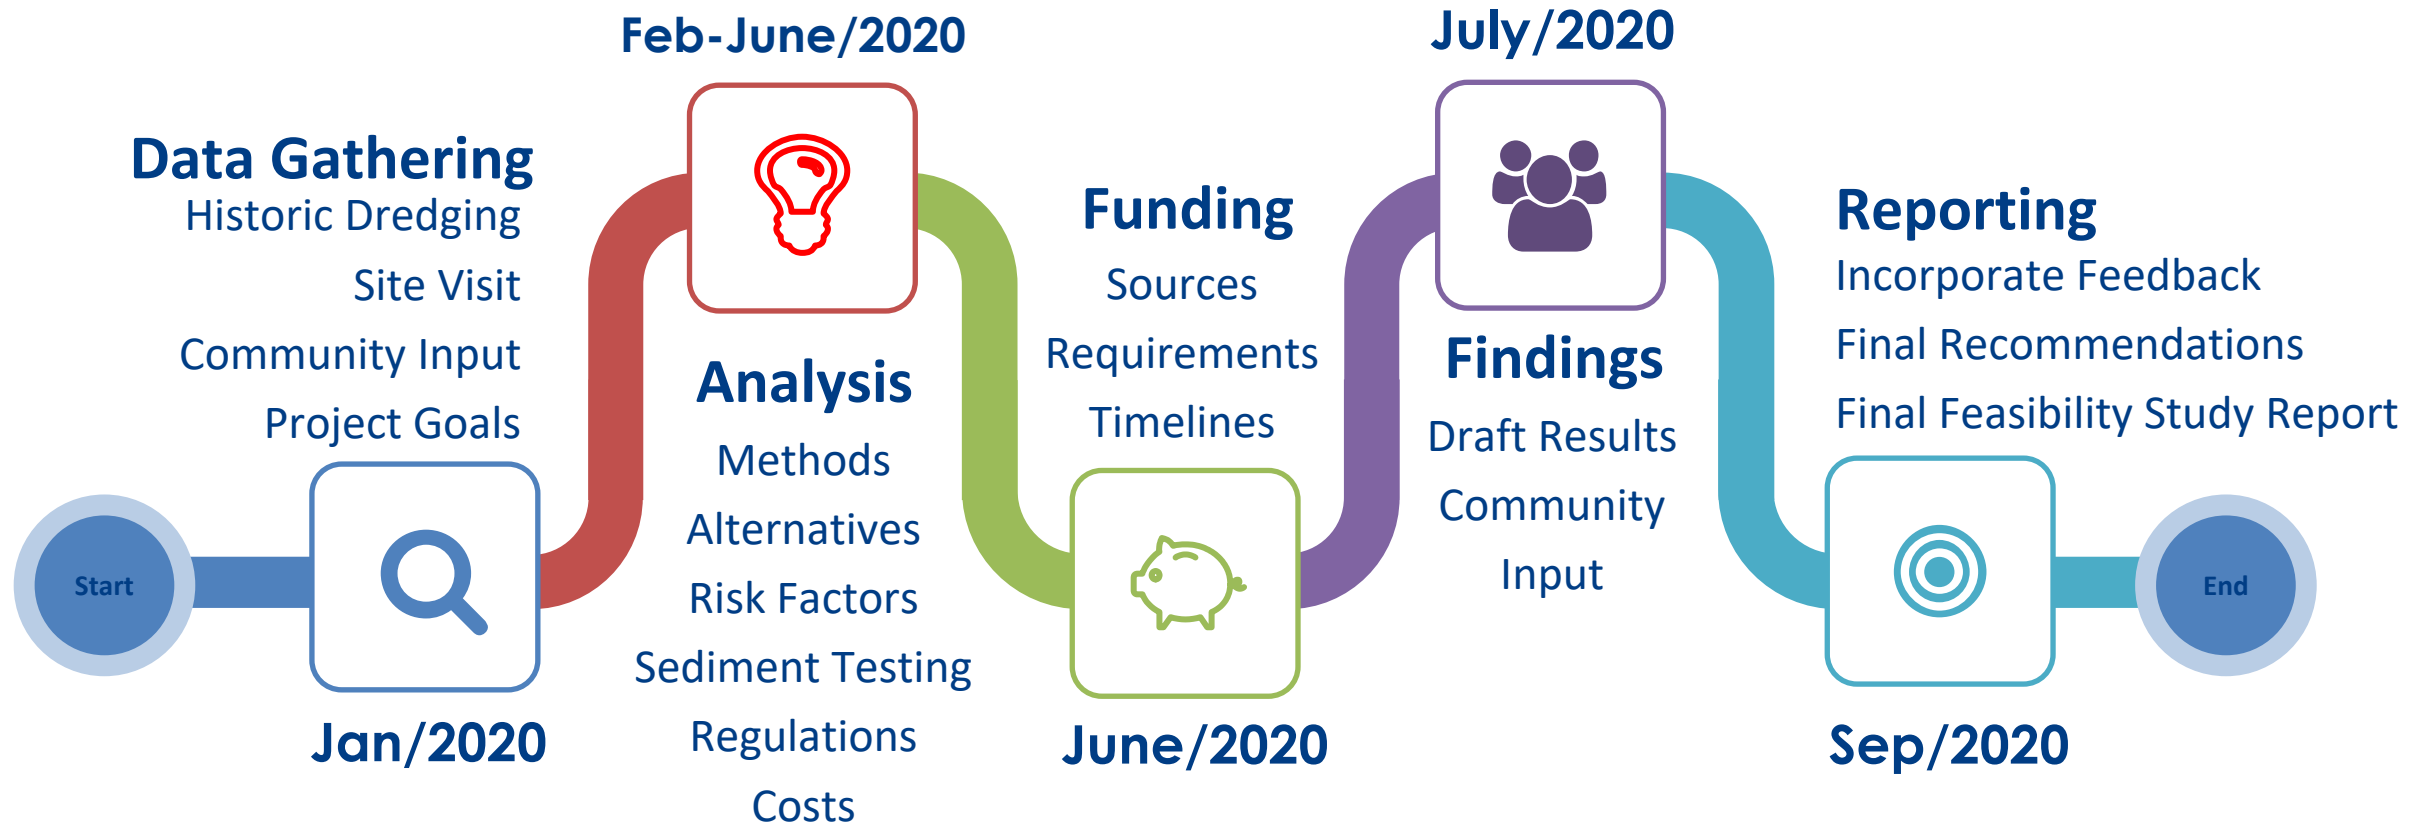 Start
Data Gathering
Historic Dredging
Site Visit
Community Input
Project Goals
Jan/2020
Feb-June/2020
Analysis
Methods
Alternatives
Risk Factors
Sediment Testing
Regulations
Costs
Funding
Sources
Requirements
Timelines
June/2020
July/2020
Findings
Draft Results
Community
Input
Reporting
Incorporate Feedback
Final Recommendations
Final Feasibility Study Report
Sep/2020
End